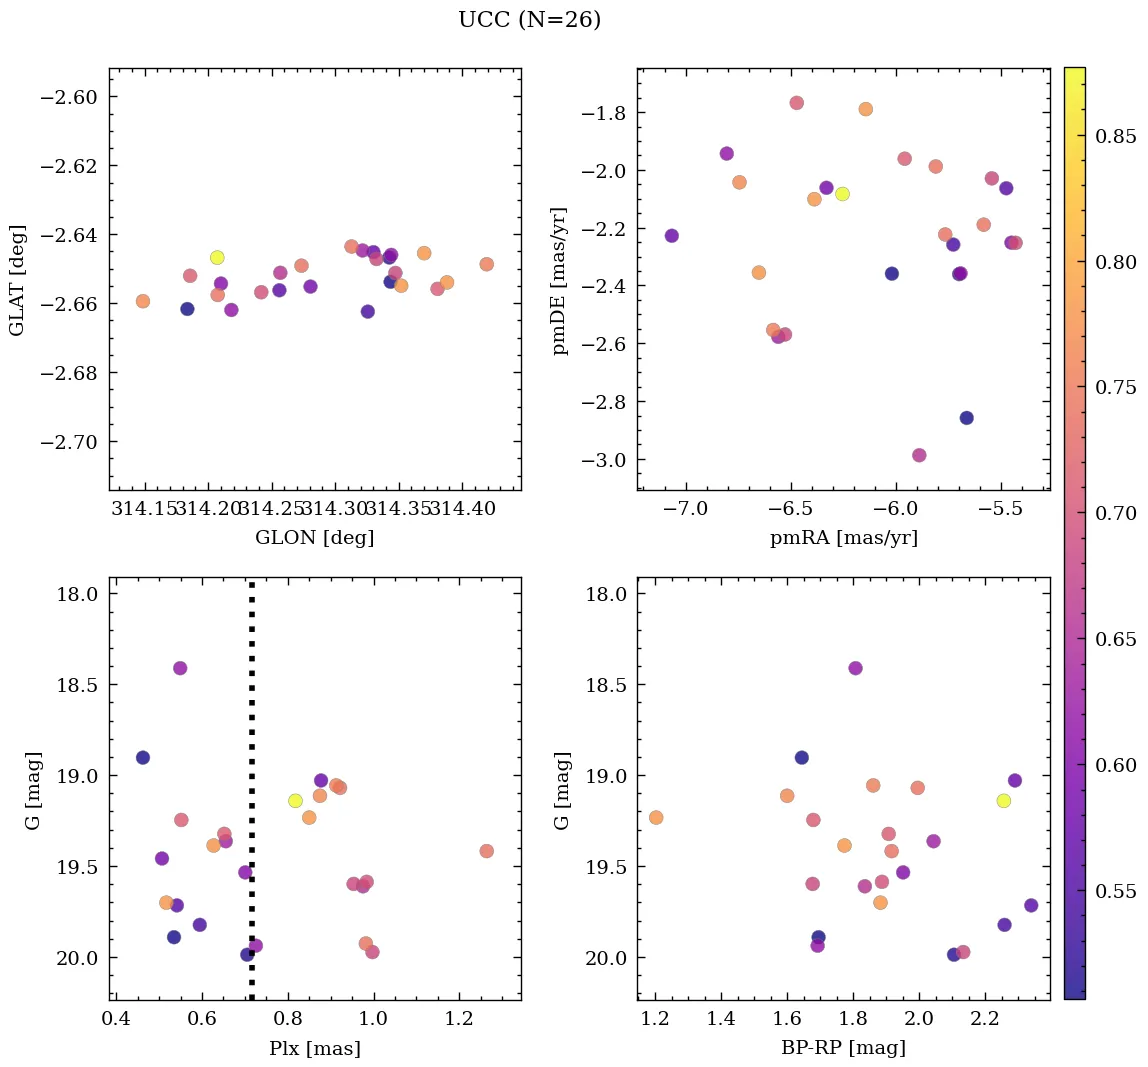 UCC (N=26)
−2.60
−2.62
−2.64
−2.66
−2.68
−2.70
GLAT [deg]
314.15 314.20 314.25 314.30 314.35 314.40
GLON [deg]
−1.8
−2.0
−2.2
−2.4
−2.6
−2.8
−3.0
pmDE [mas/yr]
−7.0 −6.5 −6.0 −5.5
pmRA [mas/yr]
18.0
18.5
19.0
19.5
20.0
G [mag]
0.4 0.6 0.8 1.0 1.2
Plx [mas]
18.0
18.5
19.0
19.5
20.0
G [mag]
1.2 1.4 1.6 1.8 2.0 2.2
BP-RP [mag]
0.85
0.80
0.75
0.70
0.65
0.60
0.55